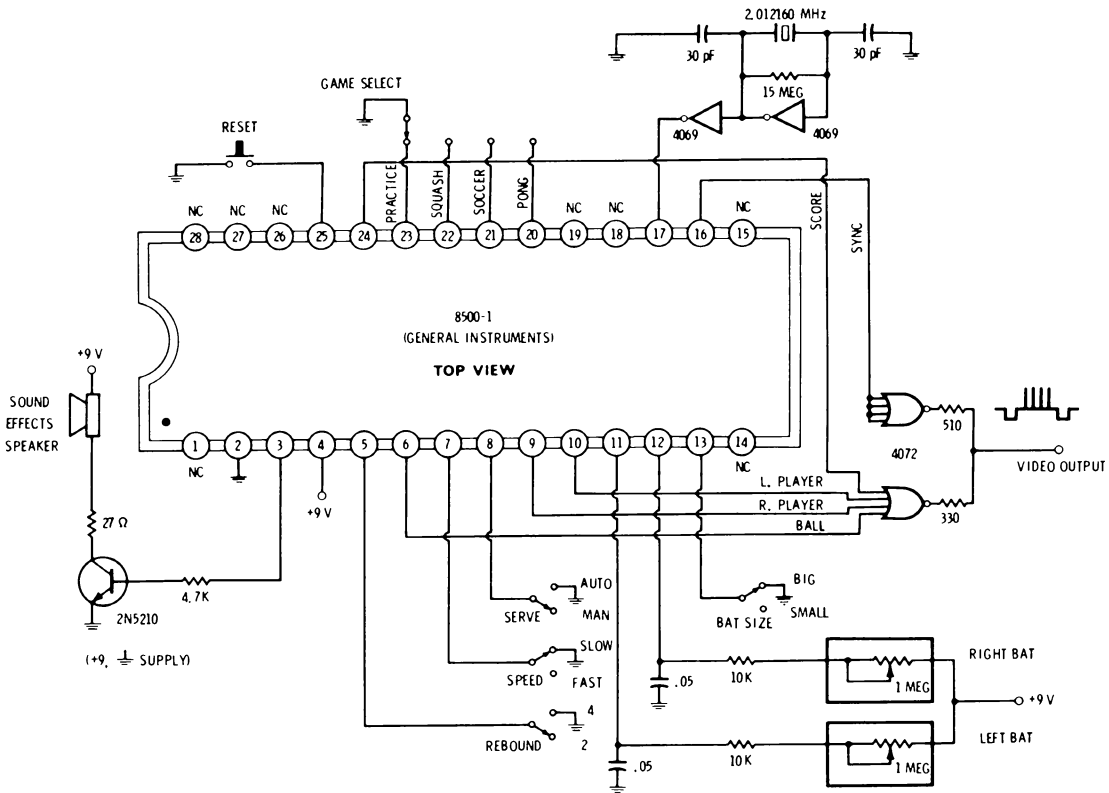 2.012160 MHz
30 pF
30 pF
15 MEG
4069
4069
GAME SELECT
RESET
PRACTICE
SQUASH
SOCCER
PONG
SCORE
SYNC
NC
NC
NC
NC
NC
NC
28
27
26
25
24
23
22
21
20
19
18
17
16
15
8500-1
(GENERAL INSTRUMENTS)
TOP VIEW
+9 V
SOUND
EFFECTS
SPEAKER
1
2
3
4
5
6
7
8
9
10
11
12
13
14
NC
NC
+9 V
510
4072
VIDEO OUTPUT
330
L. PLAYER
R. PLAYER
BALL
27 Ω
4.7K
2N5210
(+9, SUPPLY)
AUTO
SERVE
MAN
SLOW
SPEED
FAST
4
REBOUND
2
BIG
BAT SIZE
SMALL
.05
10K
1 MEG
RIGHT BAT
+9 V
.05
10K
1 MEG
LEFT BAT